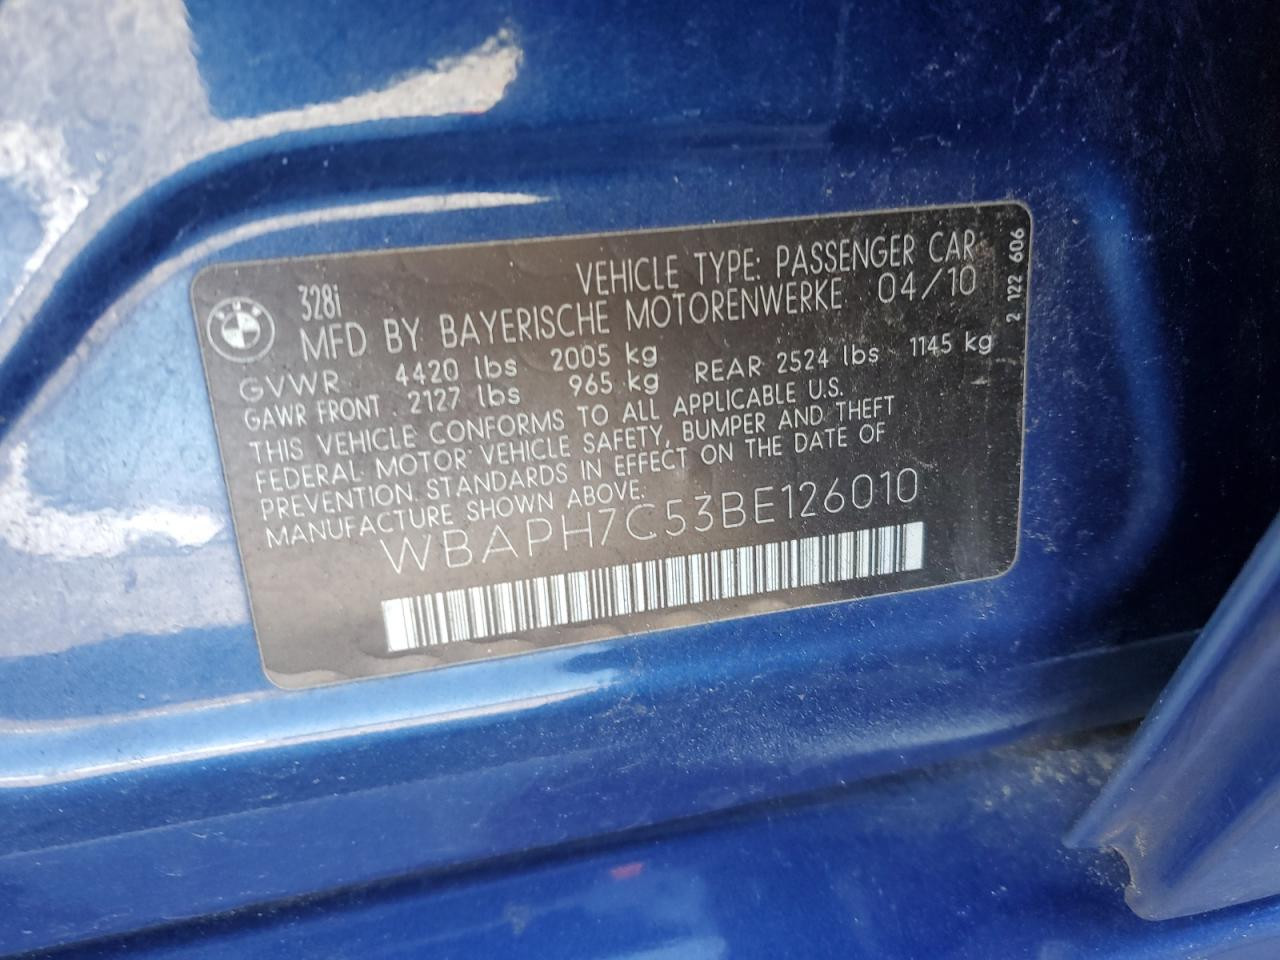 VEHICLE TYPE: PASSENGER CAR
328i
MFD BY BAYERISCHE MOTORENWERKE 04/10
GVWR 4420 lbs 2005 kg
GAWR FRONT 2127 lbs 965 kg REAR 2524 lbs 1145 kg
THIS VEHICLE CONFORMS TO ALL APPLICABLE U.S.
FEDERAL MOTOR VEHICLE SAFETY, BUMPER AND THEFT
PREVENTION STANDARDS IN EFFECT ON THE DATE OF
MANUFACTURE SHOWN ABOVE.
WBAPH7C53BE126010
2 122 606